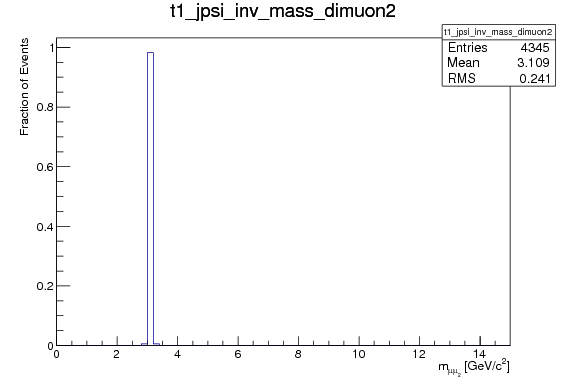 t1_jpsi_inv_mass_dimuon2
t1_jpsi_inv_mass_dimuon2
Entries 4345
Mean 3.109
RMS 0.241
Fraction of Events
1
0.8
0.6
0.4
0.2
0
0 2 4 6 8 10 12 14
m_μμ₂ [GeV/c²]